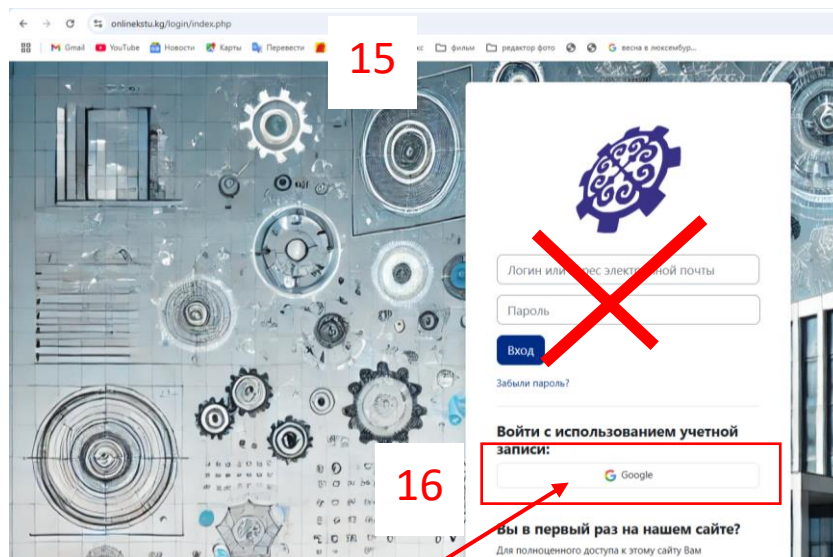 onlinekstu.kg/login/index.php
Gmail YouTube Новости Карты Перевести фильм редактор фото весна в люксембур...
15
Логин или адрес электронной почты
Пароль
Вход
Забыли пароль?
Войти с использованием учетной
записи:
16
Google
Вы в первый раз на нашем сайте?
Для полноценного доступа к этому сайту Вам